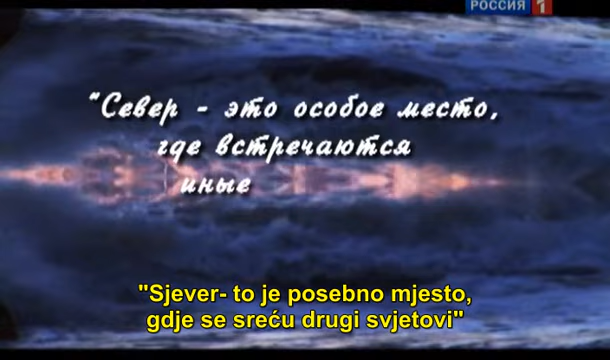 РОССИЯ 1
"Север - это особое место,
где встречаются
иные
"Sjever- to je posebno mjesto,
gdje se sreću drugi svjetovi"